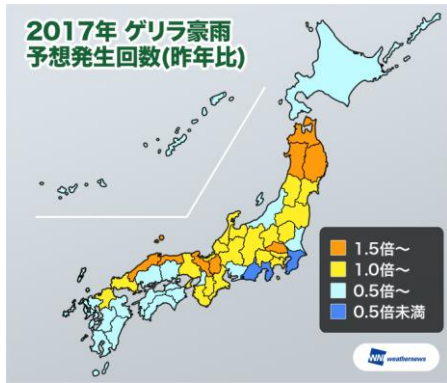 2017年 ゲリラ豪雨
予想発生回数(昨年比)
1.5倍〜
1.0倍〜
0.5倍〜
0.5倍未満
WN weathernews